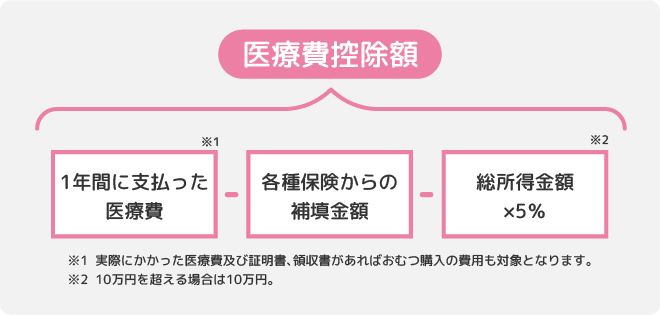 医療費控除額
※1
※2
1年間に支払った
医療費
-
各種保険からの
補填金額
-
総所得金額
×5%
※1 実際にかかった医療費及び証明書、領収書があればおむつ購入の費用も対象となります。
※2 10万円を超える場合は10万円。